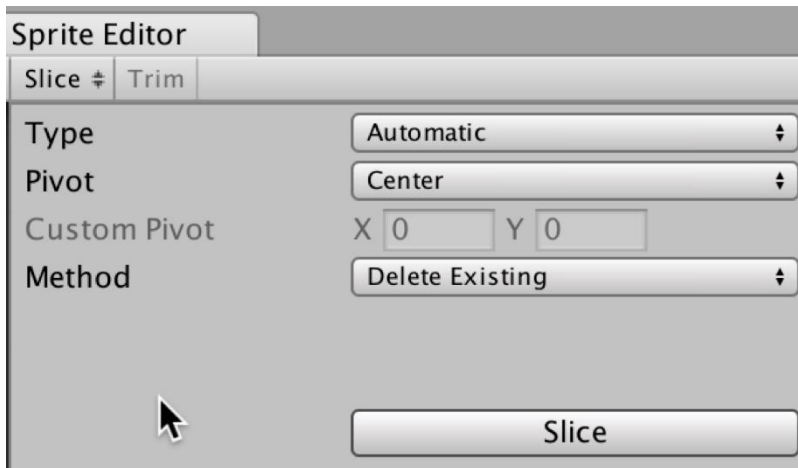 Sprite Editor
Slice Trim
Type Automatic
Pivot Center
Custom Pivot X 0 Y 0
Method Delete Existing
Slice